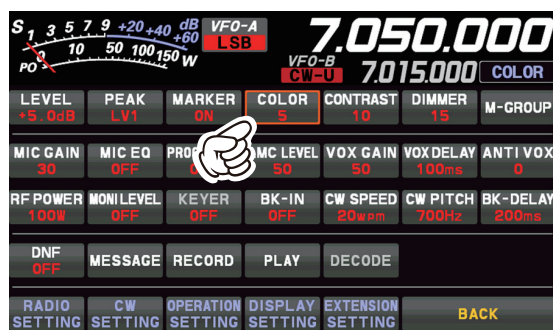 S 1 3 5 7 9 +20 +40 +60 dB
PO 10 50 100 150 W
VFO-A
LSB
7.050.000
VFO-B
CW-U
7.015.000
COLOR
LEVEL PEAK MARKER COLOR CONTRAST DIMMER M-GROUP
+5.0dB LV1 ON 5 10 15
MIC GAIN MIC EQ MC LEVEL VOX GAIN VOX DELAY ANTI VOX
30 OFF 50 50 100ms 0
RF POWER MONI LEVEL KEYER BK-IN CW SPEED CW PITCH BK-DELAY
100W OFF OFF OFF 20wpm 700Hz 200ms
DNF MESSAGE RECORD PLAY DECODE
OFF
RADIO CW OPERATION DISPLAY EXTENSION BACK
SETTING SETTING SETTING SETTING SETTING